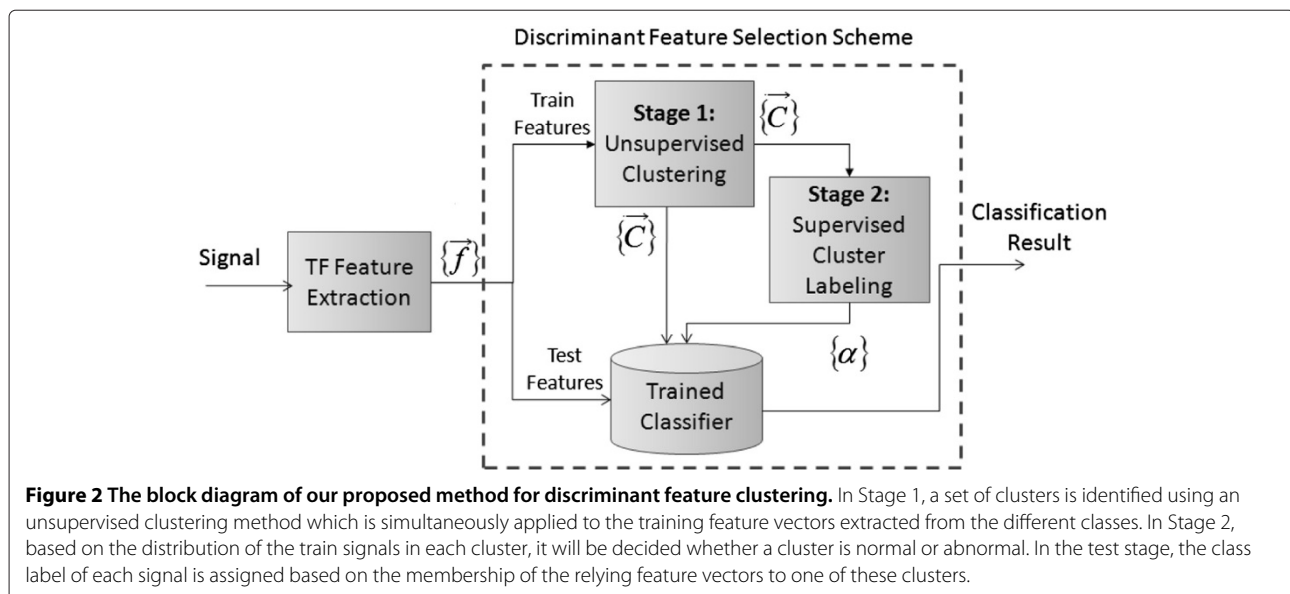 Discriminant Feature Selection Scheme
Train
Features
Stage 1:
Unsupervised
Clustering
{C⃗}
Stage 2:
Supervised
Cluster
Labeling
Classification
Result
{C⃗}
Signal
TF Feature
Extraction
{f⃗}
{α}
Test
Features
Trained
Classifier
Figure 2 The block diagram of our proposed method for discriminant feature clustering. In Stage 1, a set of clusters is identified using an
unsupervised clustering method which is simultaneously applied to the training feature vectors extracted from the different classes. In Stage 2,
based on the distribution of the train signals in each cluster, it will be decided whether a cluster is normal or abnormal. In the test stage, the class
label of each signal is assigned based on the membership of the relying feature vectors to one of these clusters.